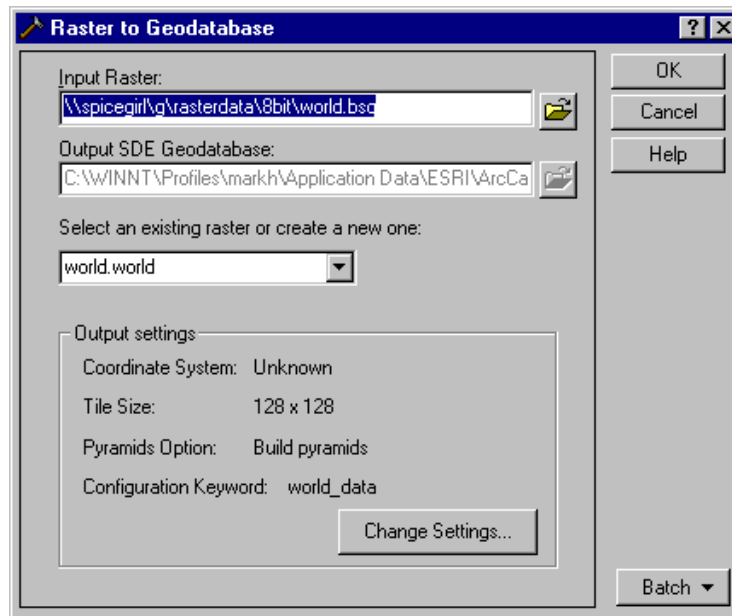 Raster to Geodatabase
Input Raster:
\\spicegirl\g\rasterdata\8bit\world.bsq
OK
Cancel
Output SDE Geodatabase:
Help
C:\WINNT\Profiles\markh\Application Data\ESRI\ArcCa
Select an existing raster or create a new one:
world.world
Output settings
Coordinate System: Unknown
Tile Size: 128 x 128
Pyramids Option: Build pyramids
Configuration Keyword: world_data
Change Settings...
Batch